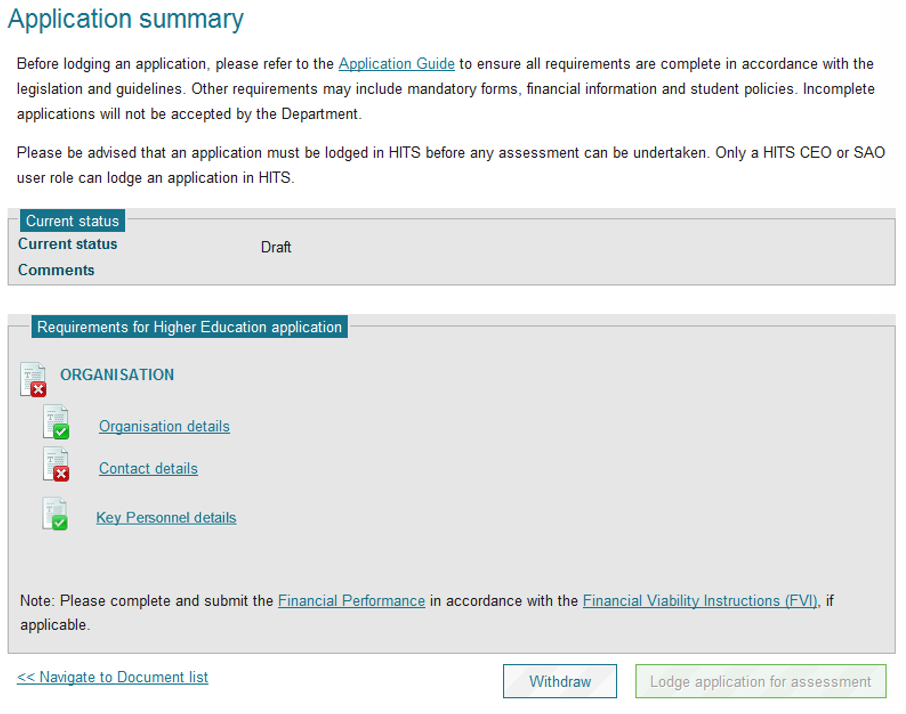 Application summary
Before lodging an application, please refer to the Application Guide to ensure all requirements are complete in accordance with the
legislation and guidelines. Other requirements may include mandatory forms, financial information and student policies. Incomplete
applications will not be accepted by the Department.
Please be advised that an application must be lodged in HITS before any assessment can be undertaken. Only a HITS CEO or SAO
user role can lodge an application in HITS.
Current status
Current status Draft
Comments
Requirements for Higher Education application
ORGANISATION
Organisation details
Contact details
Key Personnel details
Note: Please complete and submit the Financial Performance in accordance with the Financial Viability Instructions (FVI), if
applicable.
<< Navigate to Document list
Withdraw
Lodge application for assessment